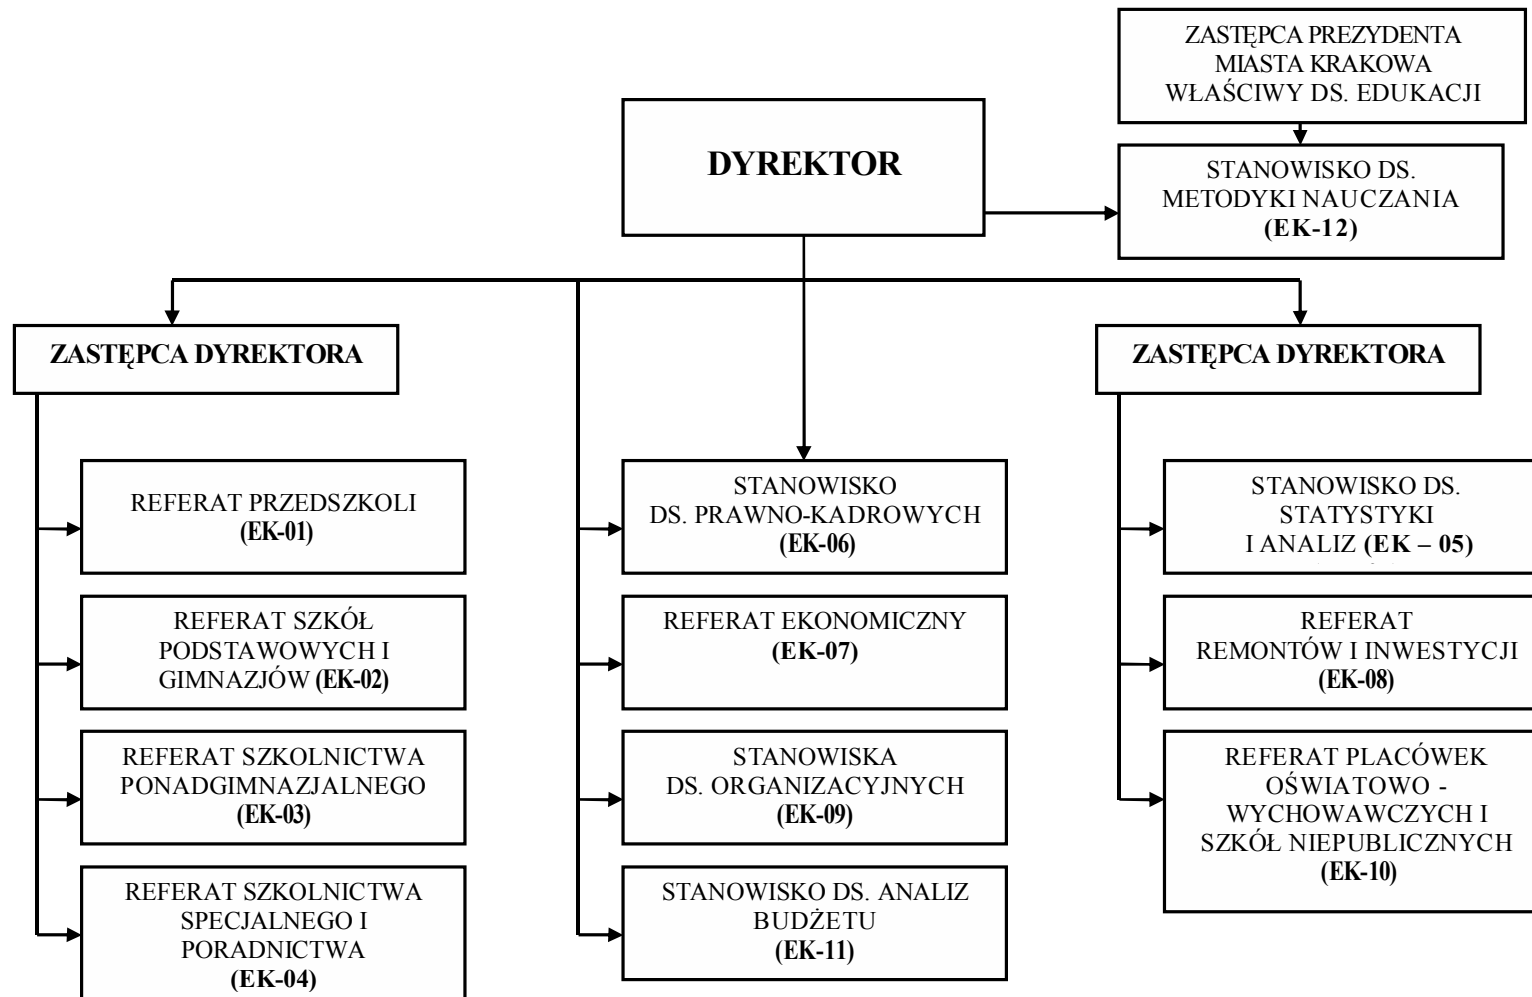 ZASTĘPCA PREZYDENTA
MIASTA KRAKOWA
WŁAŚCIWY DS. EDUKACJI
DYREKTOR
STANOWISKO DS.
METODYKI NAUCZANIA
(EK-12)
ZASTĘPCA DYREKTORA
ZASTĘPCA DYREKTORA
REFERAT PRZEDSZKOLI
(EK-01)
REFERAT SZKÓŁ
PODSTAWOWYCH I
GIMNAZJÓW (EK-02)
REFERAT SZKOLNICTWA
PONADGIMNAZJALNEGO
(EK-03)
REFERAT SZKOLNICTWA
SPECJALNEGO I
PORADNICTWA
(EK-04)
STANOWISKO
DS. PRAWNO-KADROWYCH
(EK-06)
REFERAT EKONOMICZNY
(EK-07)
STANOWISKA
DS. ORGANIZACYJNYCH
(EK-09)
STANOWISKO DS. ANALIZ
BUDŻETU
(EK-11)
STANOWISKO DS.
STATYSTYKI
I ANALIZ (EK – 05)
REFERAT
REMONTÓW I INWESTYCJI
(EK-08)
REFERAT PLACÓWEK
OŚWIATOWO -
WYCHOWAWCZYCH I
SZKÓŁ NIEPUBLICZNYCH
(EK-10)